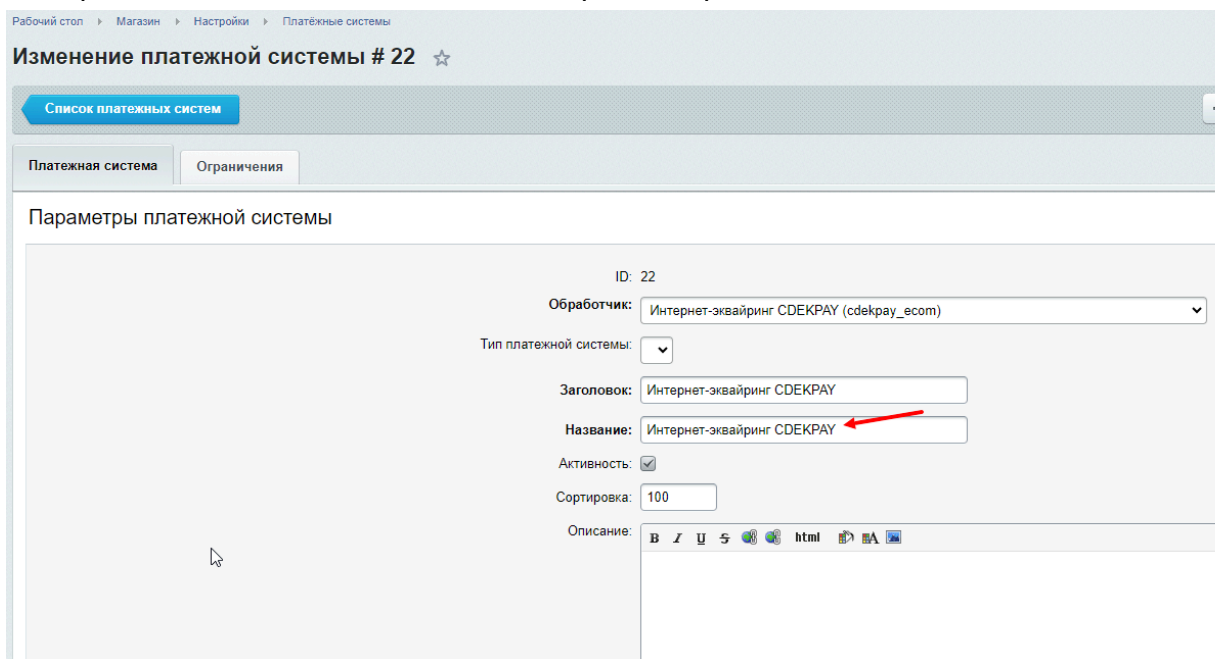 Рабочий стол Магазин Настройки Платёжные системы
Изменение платежной системы # 22
Список платежных систем
Платежная система Ограничения
Параметры платежной системы
ID: 22
Обработчик: Интернет-эквайринг CDEKPAY (cdekpay_ecom)
Тип платежной системы:
Заголовок: Интернет-эквайринг CDEKPAY
Название: Интернет-эквайринг CDEKPAY
Активность:
Сортировка: 100
Описание: B I U S html A